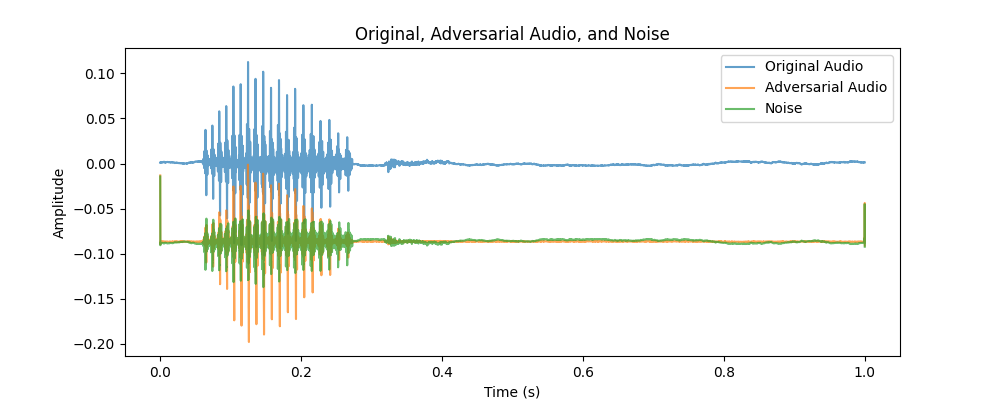 Original, Adversarial Audio, and Noise
Original Audio
Adversarial Audio
Noise
Amplitude
0.10
0.05
0.00
−0.05
−0.10
−0.15
−0.20
0.0 0.2 0.4 0.6 0.8 1.0
Time (s)